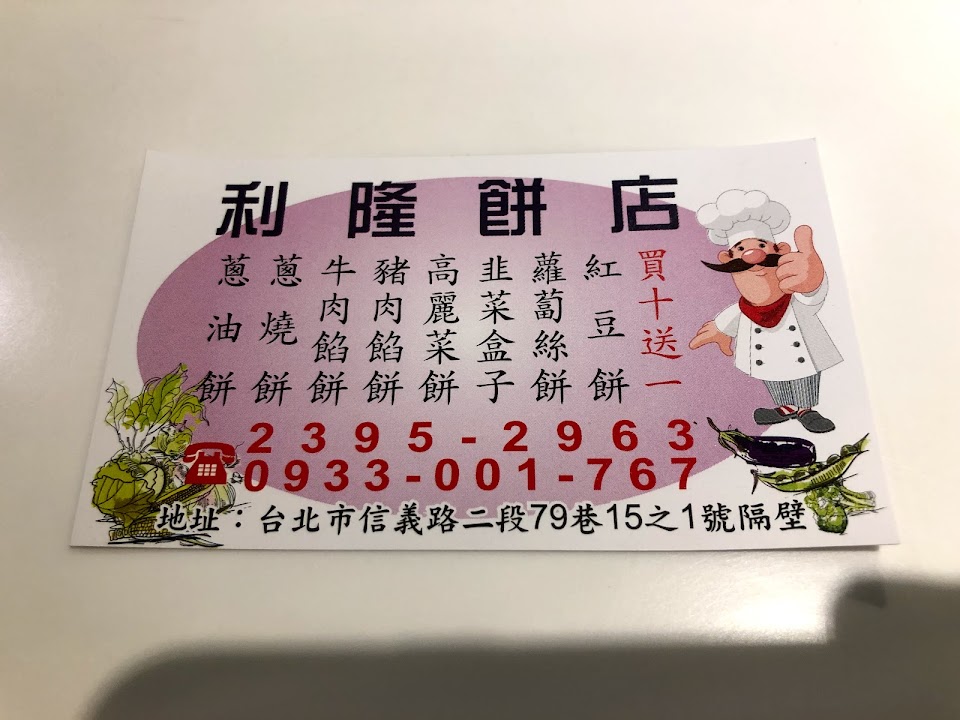 利隆餅店
買十送一
紅豆餅
蘿蔔絲餅
韭菜盒子
高麗菜餅
豬肉餡餅
牛肉餡餅
蔥燒餅
蔥油餅
2395-2963
0933-001-767
地址：台北市信義路二段79巷15之1號隔壁